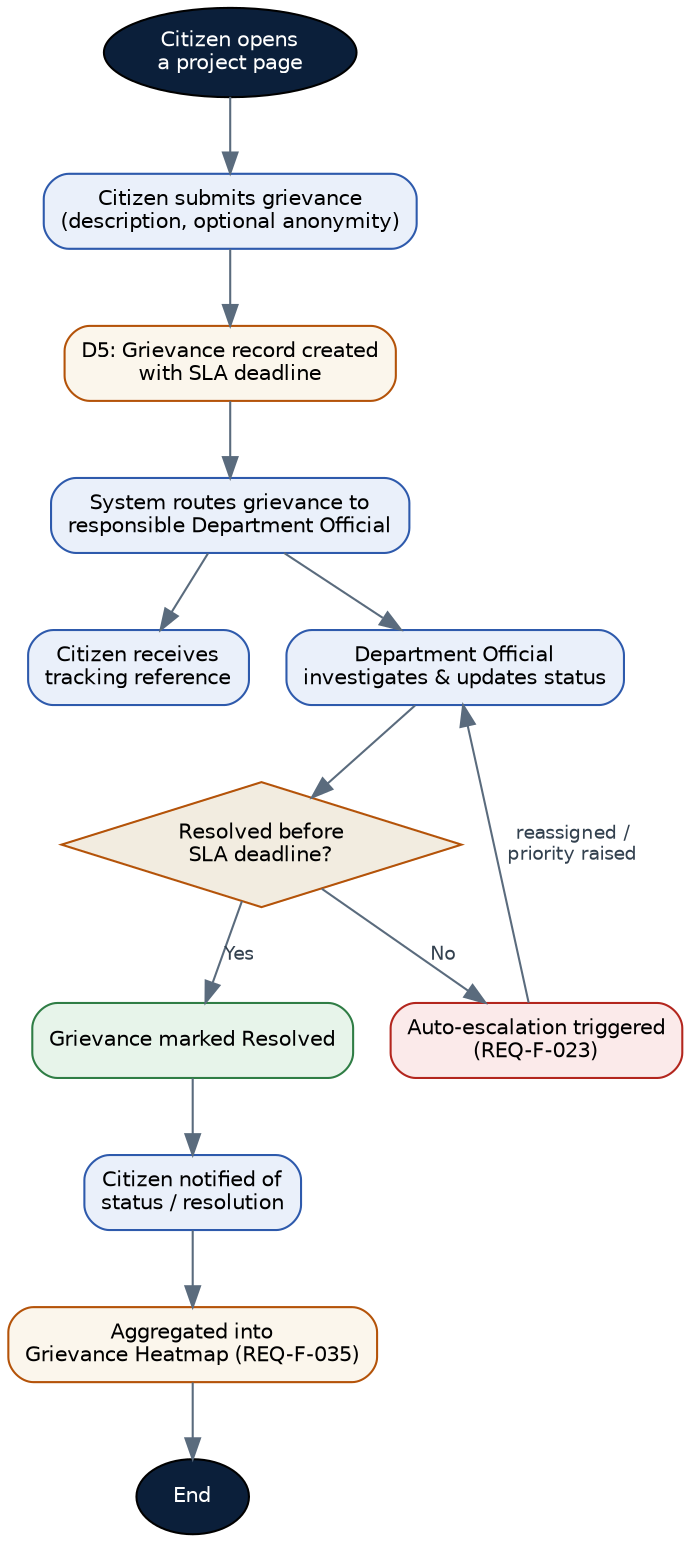 Citizen opens
a project page
Citizen submits grievance
(description, optional anonymity)
D5: Grievance record created
with SLA deadline
System routes grievance to
responsible Department Official
Citizen receives
tracking reference
Department Official
investigates & updates status
Resolved before
SLA deadline?
reassigned /
priority raised
Yes
No
Grievance marked Resolved
Auto-escalation triggered
(REQ-F-023)
Citizen notified of
status / resolution
Aggregated into
Grievance Heatmap (REQ-F-035)
End